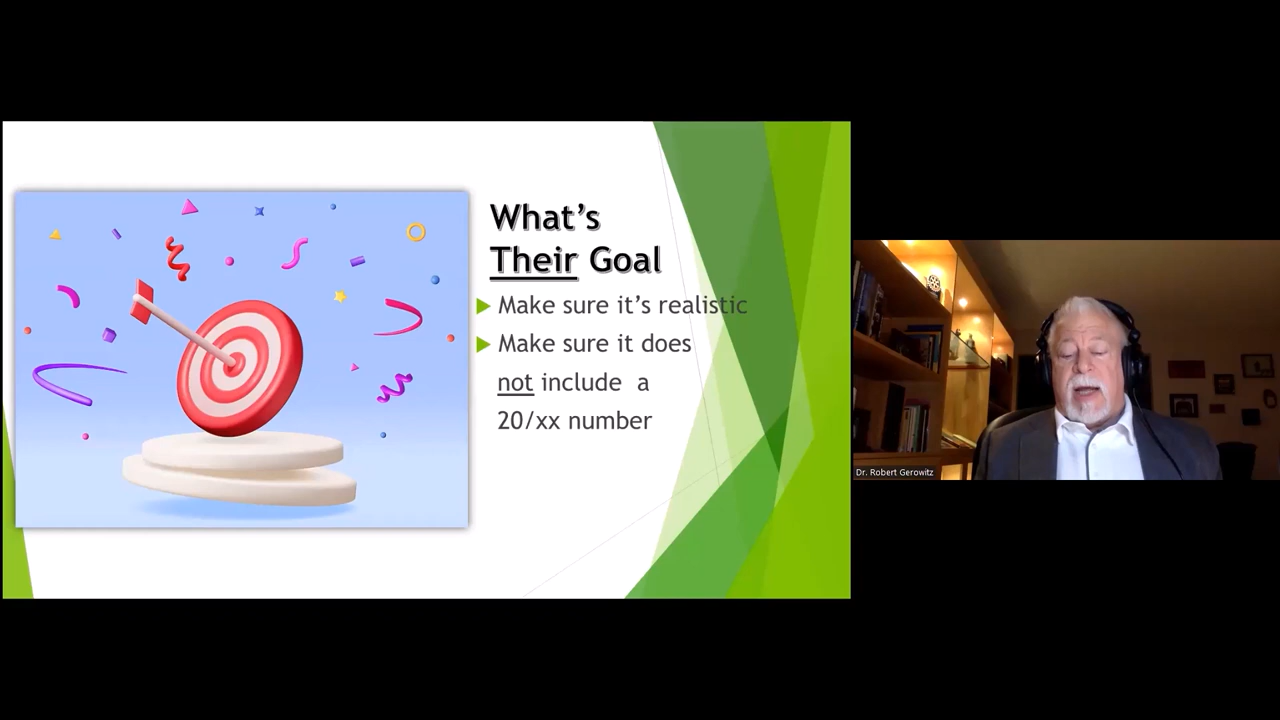 What's
Their Goal
Make sure it's realistic
Make sure it does
not include a
20/xx number
Dr. Robert Gerowitz